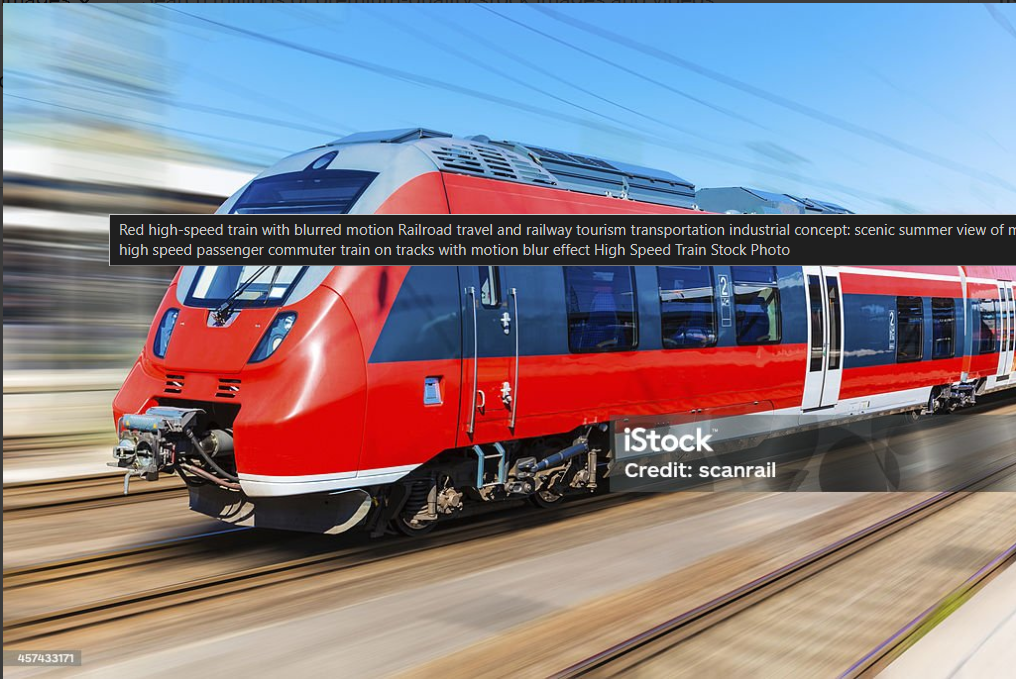 Red high-speed train with blurred motion Railroad travel and railway tourism transportation industrial concept: scenic summer view of m
high speed passenger commuter train on tracks with motion blur effect High Speed Train Stock Photo
2
2
iStock™
Credit: scanrail
457433171